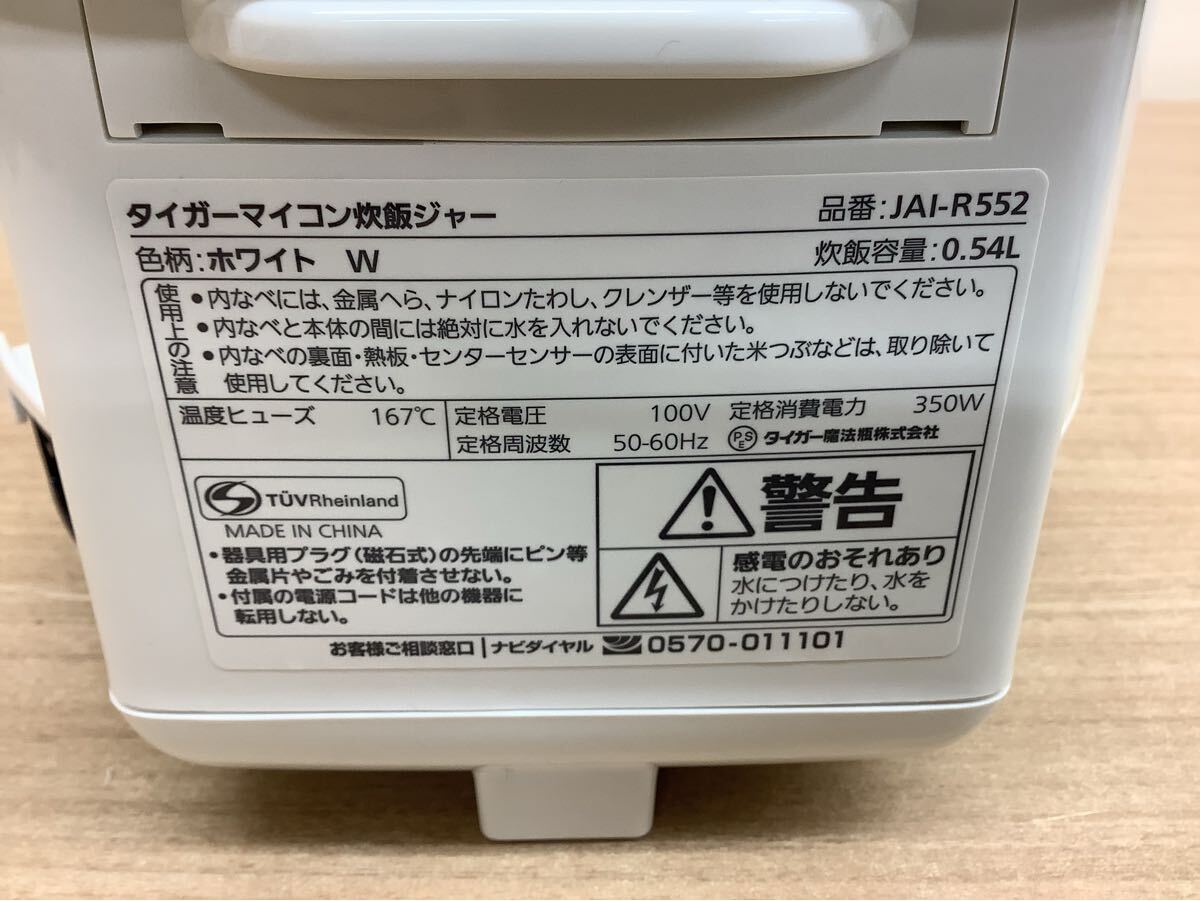 タイガーマイコン炊飯ジャー 品番:JAI-R552
色柄:ホワイト W 炊飯容量:0.54L
使用上の注意
•内なべには、金属へら、ナイロンたわし、クレンザー等を使用しないでください。
•内なべと本体の間には絶対に水を入れないでください。
•内なべの裏面・熱板・センターセンサーの表面に付いた米つぶなどは、取り除いて
使用してください。
温度ヒューズ 167℃ 定格電圧 100V 定格消費電力 350W
定格周波数 50-60Hz PSE タイガー魔法瓶株式会社
TÜVRheinland
MADE IN CHINA
•器具用プラグ(磁石式)の先端にピン等
金属片やごみを付着させない。
•付属の電源コードは他の機器に
転用しない。
警告
感電のおそれあり
水につけたり、水を
かけたりしない。
お客様ご相談窓口 | ナビダイヤル 0570-011101